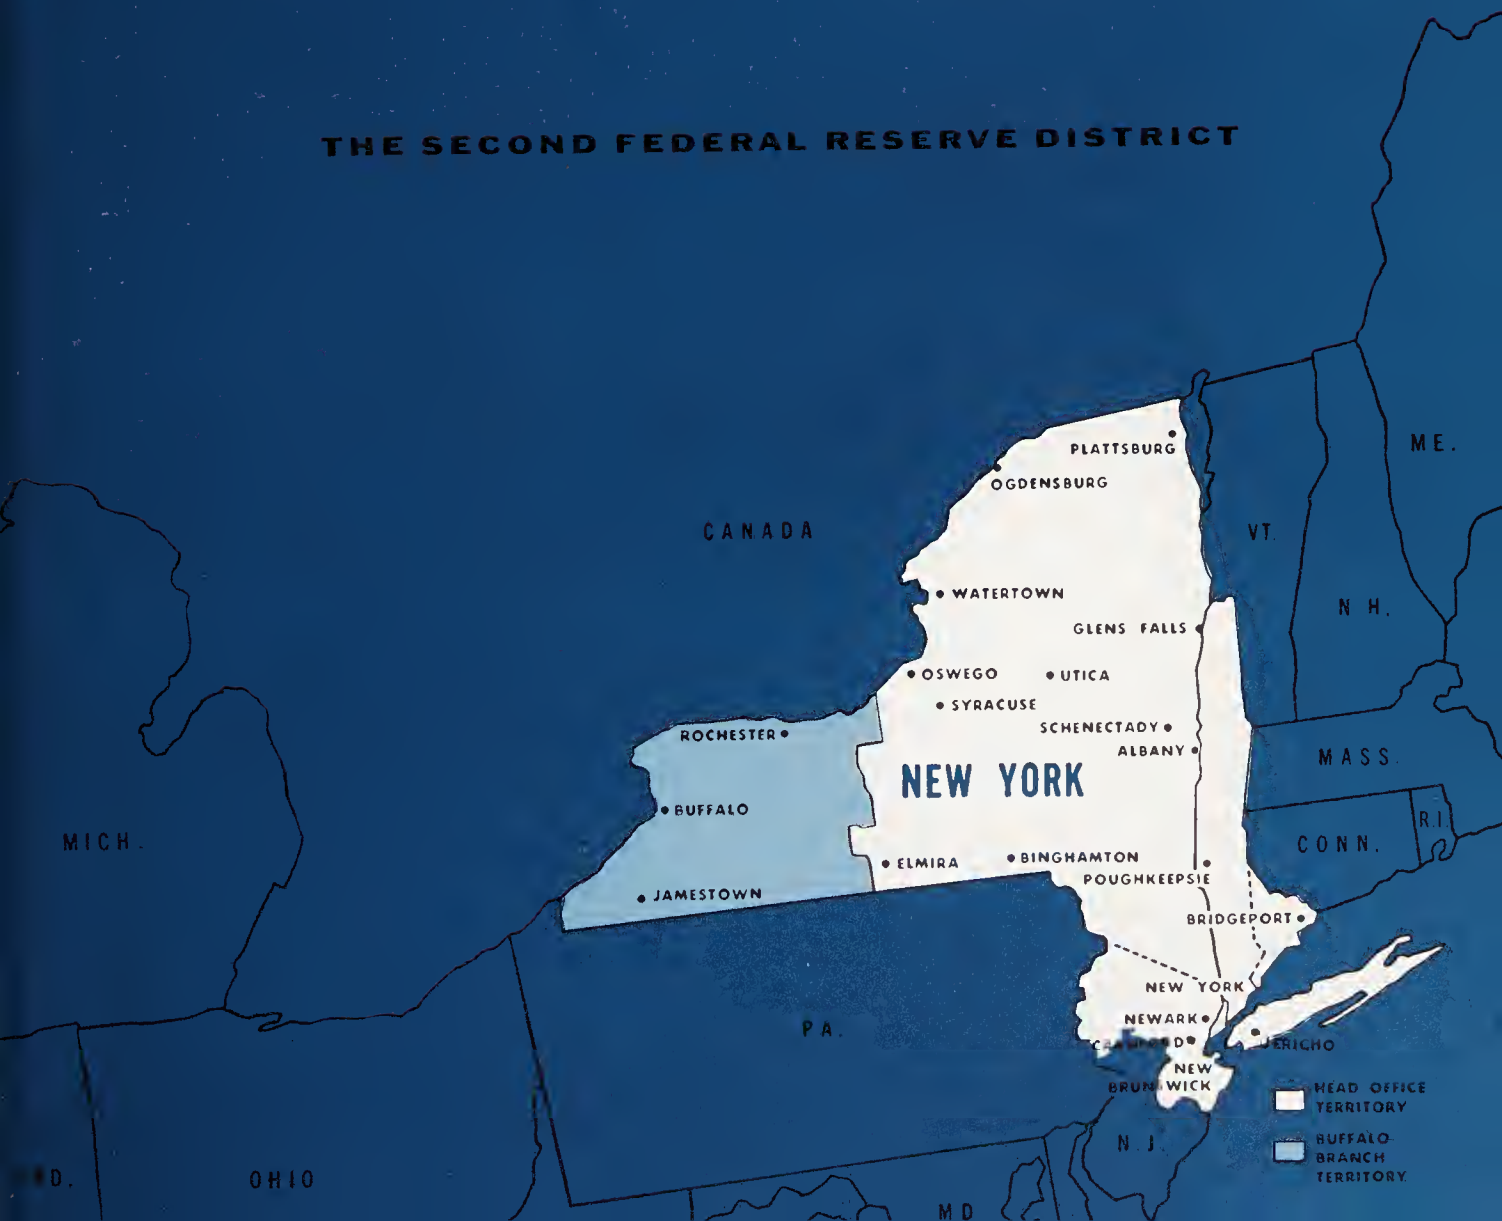 THE SECOND FEDERAL RESERVE DISTRICT
PLATTSBURG
ME.
OGDENSBURG
CANADA
VT.
WATERTOWN
N H.
GLENS FALLS
OSWEGO
UTICA
SYRACUSE
SCHENECTADY
ROCHESTER
ALBANY
MASS.
NEW YORK
BUFFALO
R.I.
MICH.
CONN.
ELMIRA
BINGHAMTON
POUGHKEEPSIE
JAMESTOWN
BRIDGEPORT
NEW YORK
NEWARK
PA.
JERICHO
NEW
BRUNSWICK
HEAD OFFICE
TERRITORY
N.J.
BUFFALO
BRANCH
TERRITORY
D.
OHIO
MD